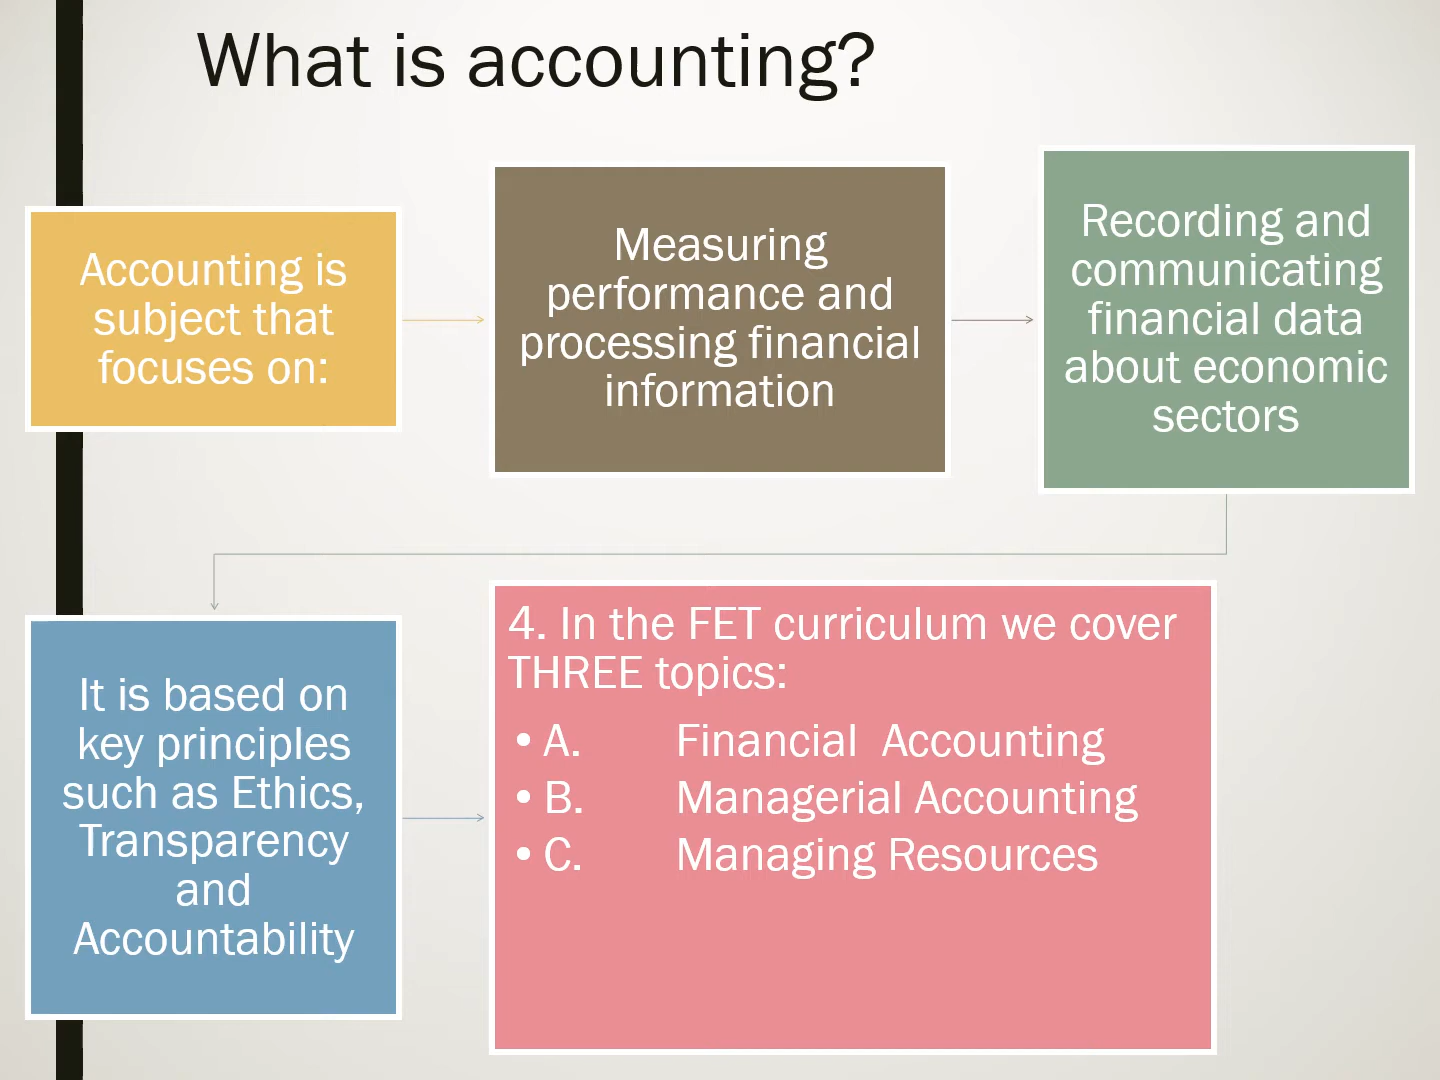 What is accounting?
Accounting is
subject that
focuses on:
Measuring
performance and
processing financial
information
Recording and
communicating
financial data
about economic
sectors
It is based on
key principles
such as Ethics,
Transparency
and
Accountability
4. In the FET curriculum we cover
THREE topics:
• A. Financial Accounting
• B. Managerial Accounting
• C. Managing Resources